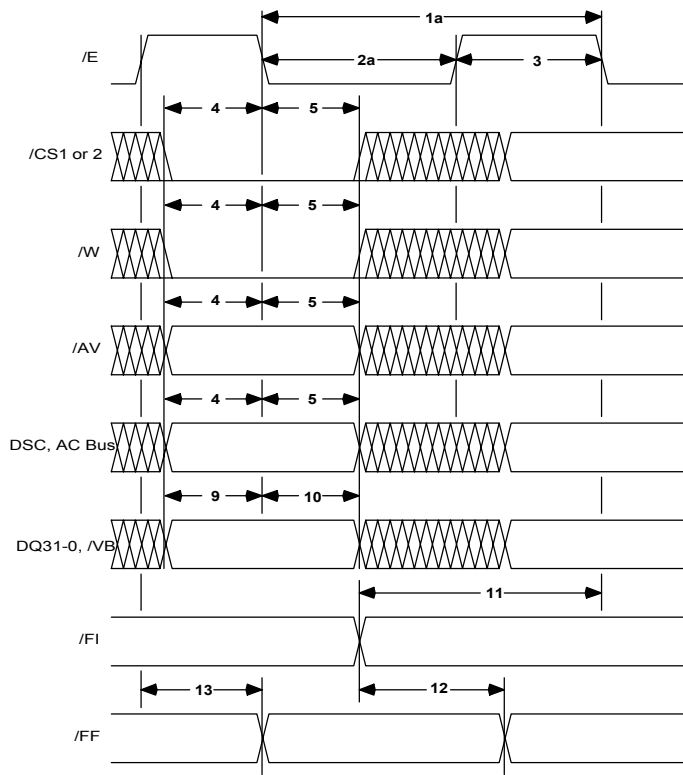 1a
/E
2a
3
4
5
/CS1 or 2
4
5
/W
4
5
/AV
4
5
DSC, AC Bus
9
10
DQ31-0, /VB
11
/FI
13
12
/FF